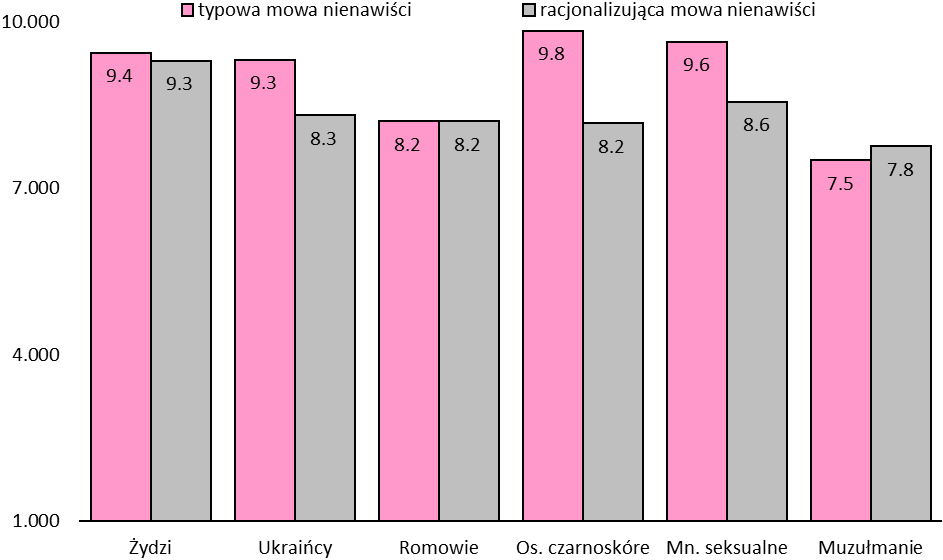 typowa mowa nienawiści racjonalizująca mowa nienawiści
10.000
7.000
4.000
1.000
9.4 9.3 9.3 8.3 8.2 8.2 9.8 8.2 9.6 8.6 7.5 7.8
Żydzi Ukraińcy Romowie Os. czarnoskóre Mn. seksualne Muzułmanie